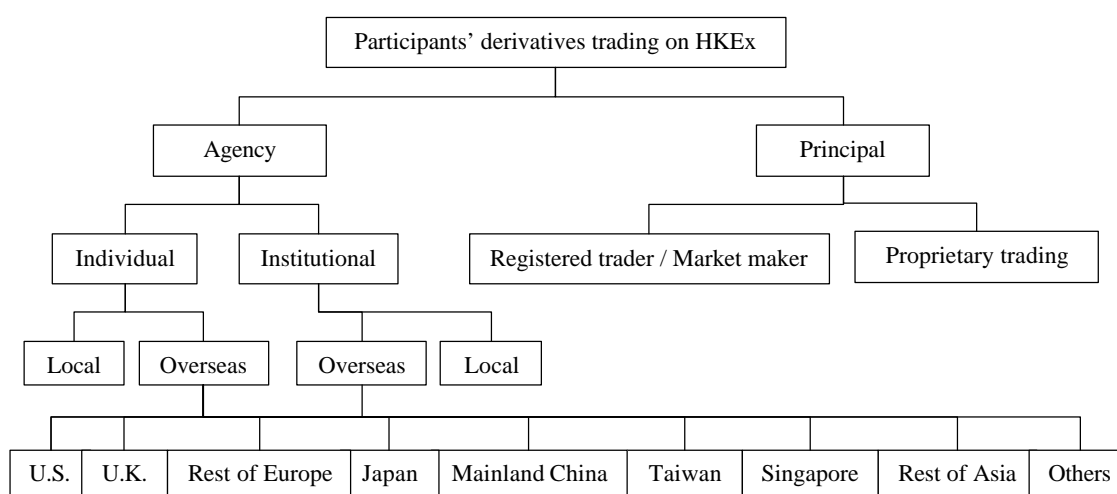 Participants’ derivatives trading on HKEx
Agency
Principal
Individual
Institutional
Registered trader / Market maker
Proprietary trading
Local
Overseas
Overseas
Local
U.S.
U.K.
Rest of Europe
Japan
Mainland China
Taiwan
Singapore
Rest of Asia
Others